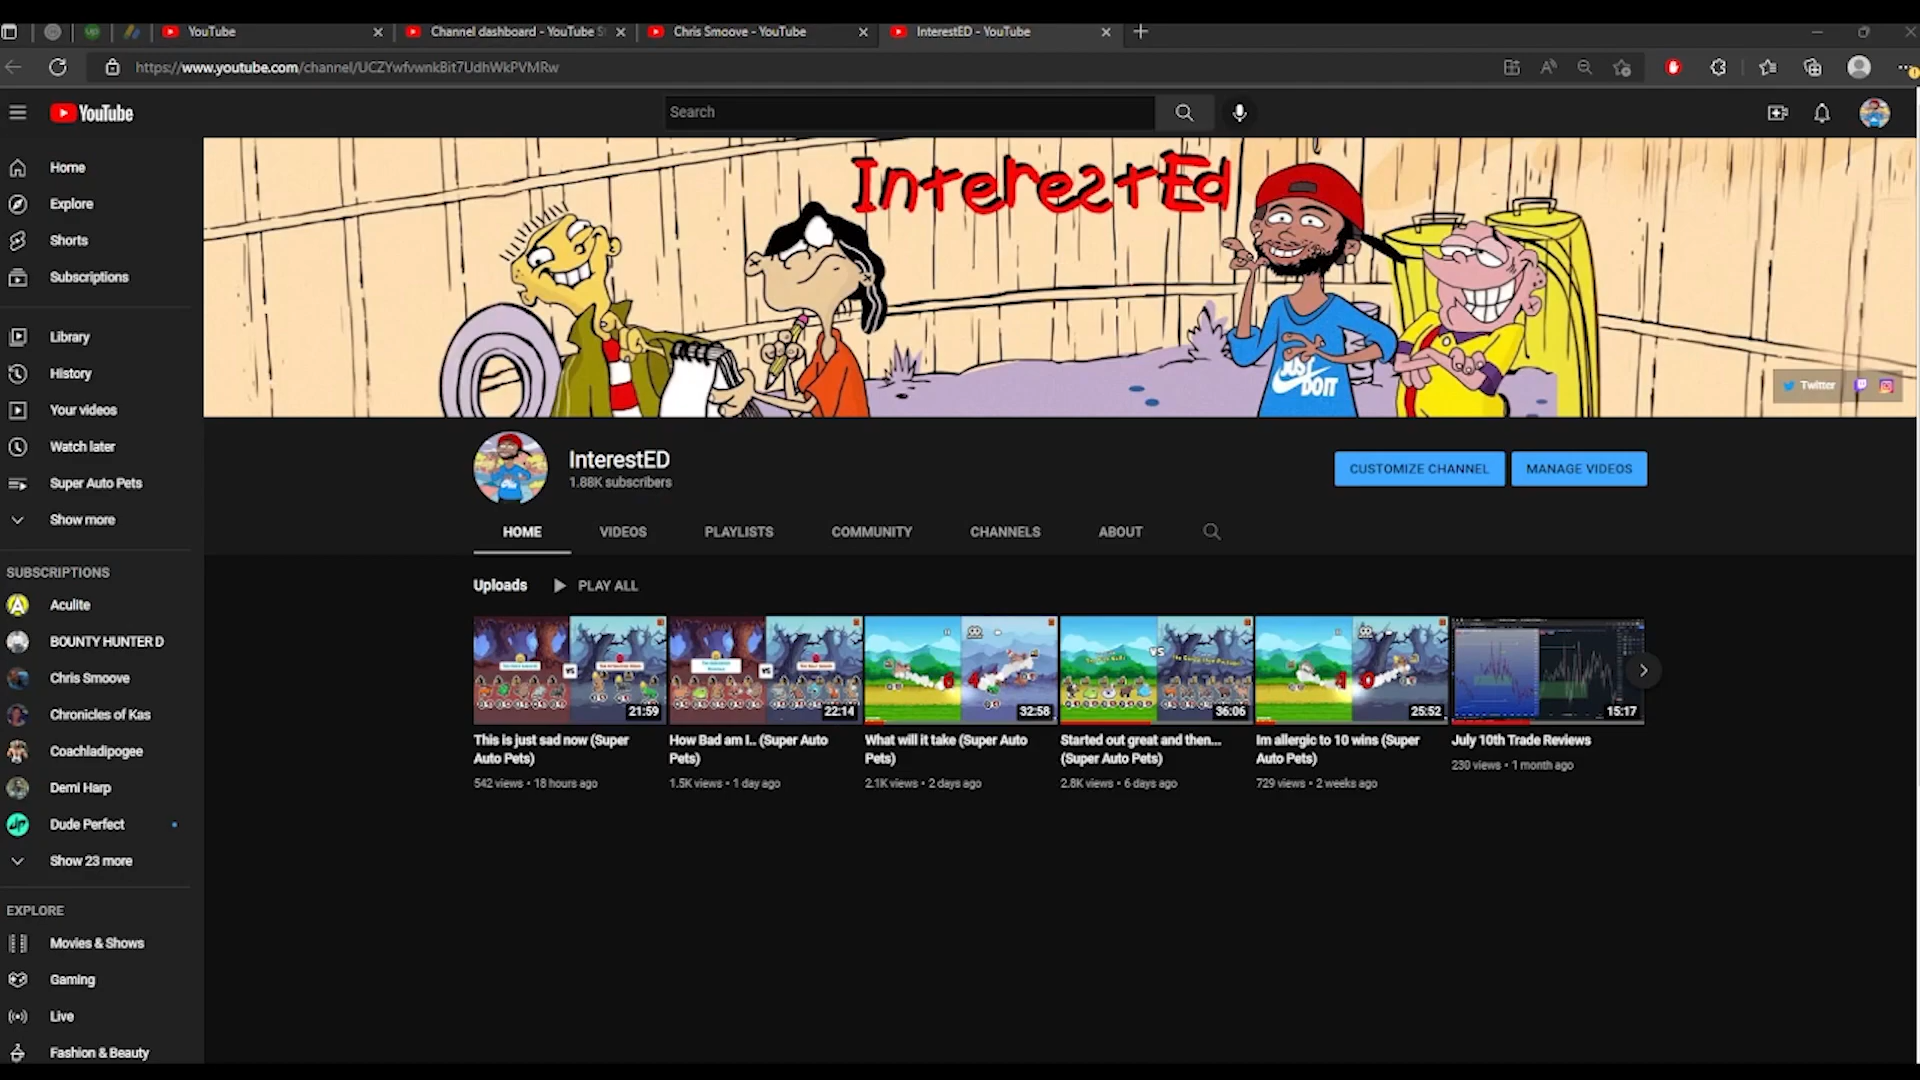 YouTube
Channel dashboard - YouTube S
Chris Smoove - YouTube
InterestED - YouTube
https://www.youtube.com/channel/UCZYwfvwnkBit7UdhWkPVMRw
YouTube
Search
Home
Explore
Shorts
Subscriptions
Library
History
Your videos
Watch later
Super Auto Pets
Show more
SUBSCRIPTIONS
Aculite
BOUNTY HUNTER D
Chris Smoove
Chronicles of Kas
Coachladipogee
Demi Harp
Dude Perfect
Show 23 more
EXPLORE
Movies & Shows
Gaming
Live
Fashion & Beauty
InterestEd
JUST
DO IT
Twitter
InterestED
1.88K subscribers
CUSTOMIZE CHANNEL
MANAGE VIDEOS
HOME
VIDEOS
PLAYLISTS
COMMUNITY
CHANNELS
ABOUT
Uploads
PLAY ALL
VS
21:59
This is just sad now (Super
Auto Pets)
542 views • 18 hours ago
VS
22:14
How Bad am I.. (Super Auto
Pets)
1.5K views • 1 day ago
32:58
What will it take (Super Auto
Pets)
2.1K views • 2 days ago
VS
36:06
Started out great and then...
(Super Auto Pets)
2.8K views • 6 days ago
25:52
Im allergic to 10 wins (Super
Auto Pets)
729 views • 2 weeks ago
15:17
July 10th Trade Reviews
230 views • 1 month ago